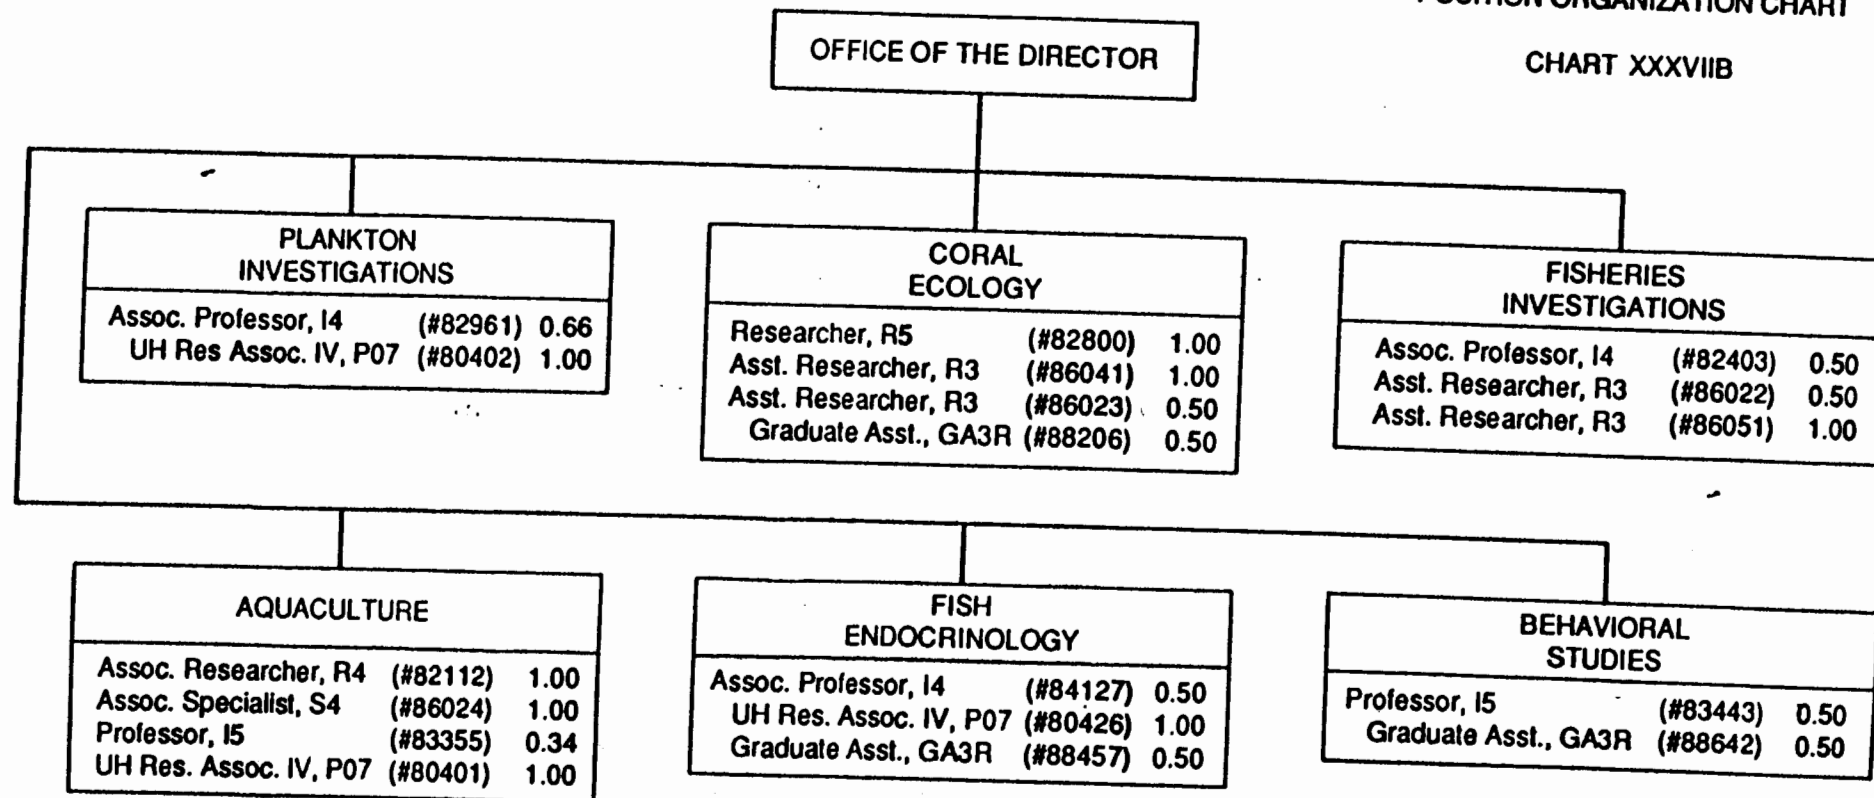 POSITION ORGANIZATION CHART
CHART XXXVIIB
OFFICE OF THE DIRECTOR
PLANKTON
INVESTIGATIONS
Assoc. Professor, I4 (#82961) 0.66
UH Res Assoc. IV, P07 (#80402) 1.00
CORAL
ECOLOGY
Researcher, R5 (#82800) 1.00
Asst. Researcher, R3 (#86041) 1.00
Asst. Researcher, R3 (#86023) 0.50
Graduate Asst., GA3R (#88206) 0.50
FISHERIES
INVESTIGATIONS
Assoc. Professor, I4 (#82403) 0.50
Asst. Researcher, R3 (#86022) 0.50
Asst. Researcher, R3 (#86051) 1.00
AQUACULTURE
Assoc. Researcher, R4 (#82112) 1.00
Assoc. Specialist, S4 (#86024) 1.00
Professor, I5 (#83355) 0.34
UH Res. Assoc. IV, P07 (#80401) 1.00
FISH
ENDOCRINOLOGY
Assoc. Professor, I4 (#84127) 0.50
UH Res. Assoc. IV, P07 (#80426) 1.00
Graduate Asst., GA3R (#88457) 0.50
BEHAVIORAL
STUDIES
Professor, I5 (#83443) 0.50
Graduate Asst., GA3R (#88642) 0.50